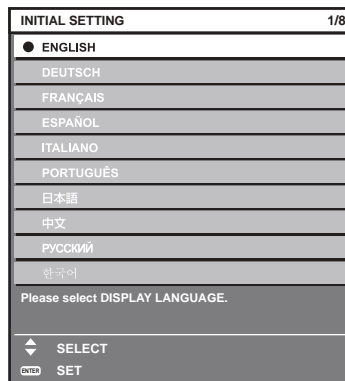 INITIAL SETTING 1/8
ENGLISH
DEUTSCH
FRANÇAIS
ESPAÑOL
ITALIANO
PORTUGUÊS
日本語
中文
РУССКИЙ
한국어
Please select DISPLAY LANGUAGE.
SELECT
ENTER SET